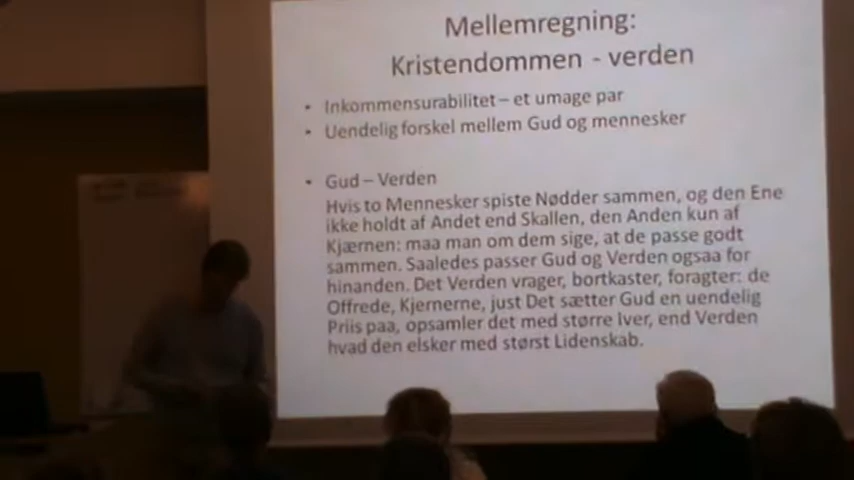 Mellemregning:
Kristendommen - verden
• Inkommensurabilitet – et umage par
• Uendelig forskel mellem Gud og mennesker
• Gud – Verden
Hvis to Mennesker spiste Nødder sammen, og den Ene
ikke holdt af Andet end Skallen, den Anden kun af
Kjærnen: maa man om dem sige, at de passe godt
sammen. Saaledes passer Gud og Verden ogsaa for
hinanden. Det Verden vrager, bortkaster, foragter: de
Offrede, Kjernerne, just Det sætter Gud en uendelig
Priis paa, opsamler det med større Iver, end Verden
hvad den elsker med størst Lidenskab.